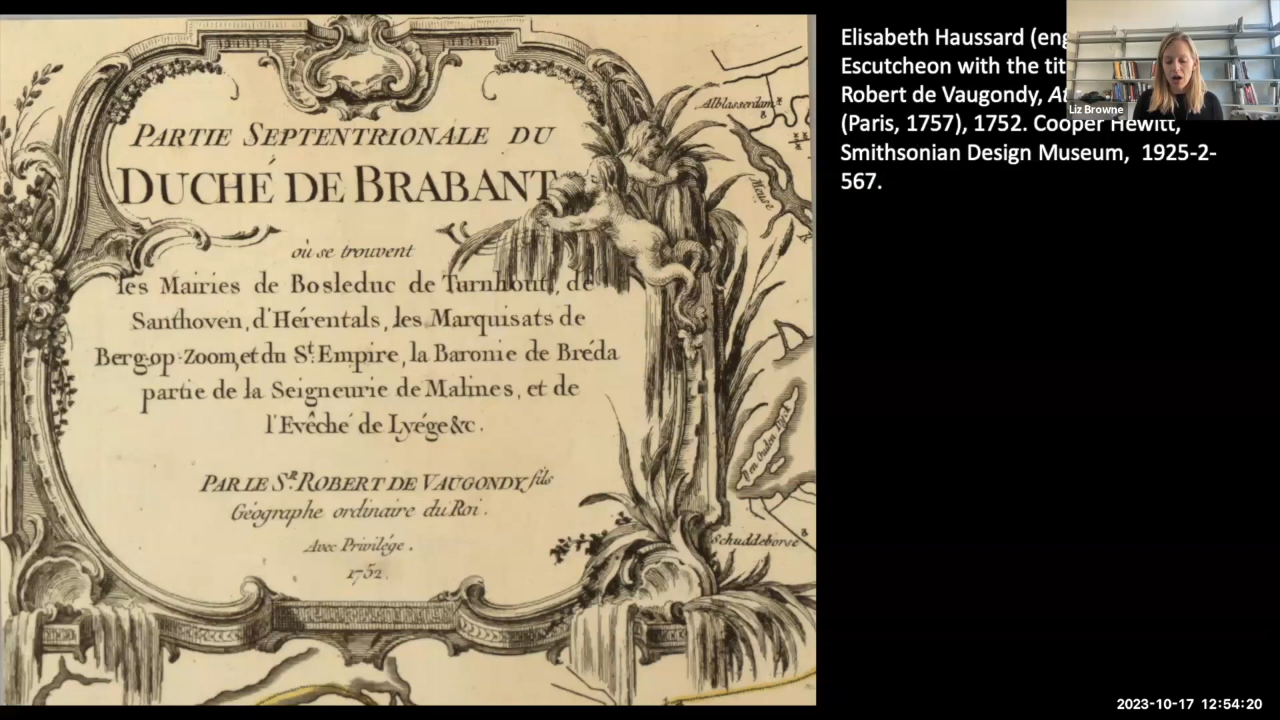 PARTIE SEPTENTRIONALE DU
DUCHÉ DE BRABANT
où se trouvent
les Mairies de Bosleduc de Turnhout, de
Santhoven, d'Hérentals, les Marquisats de
Berg-op-Zoom, et du St. Empire, la Baronie de Bréda
partie de la Seigneurie de Malines, et de
l'Evêché de Lyége &c.
PAR LE SR. ROBERT DE VAUGONDY fils
Géographe ordinaire du Roi.
Avec Privilége.
1752.
Alblasserdam
Meuse
Den Ouden
Schuddeborse
Elisabeth Haussard (eng
Escutcheon with the tit
Robert de Vaugondy,
(Paris, 1757), 1752. Cooper Hewitt,
Smithsonian Design Museum, 1925-2-
567.
Liz Browne
2023-10-17 12:54:20